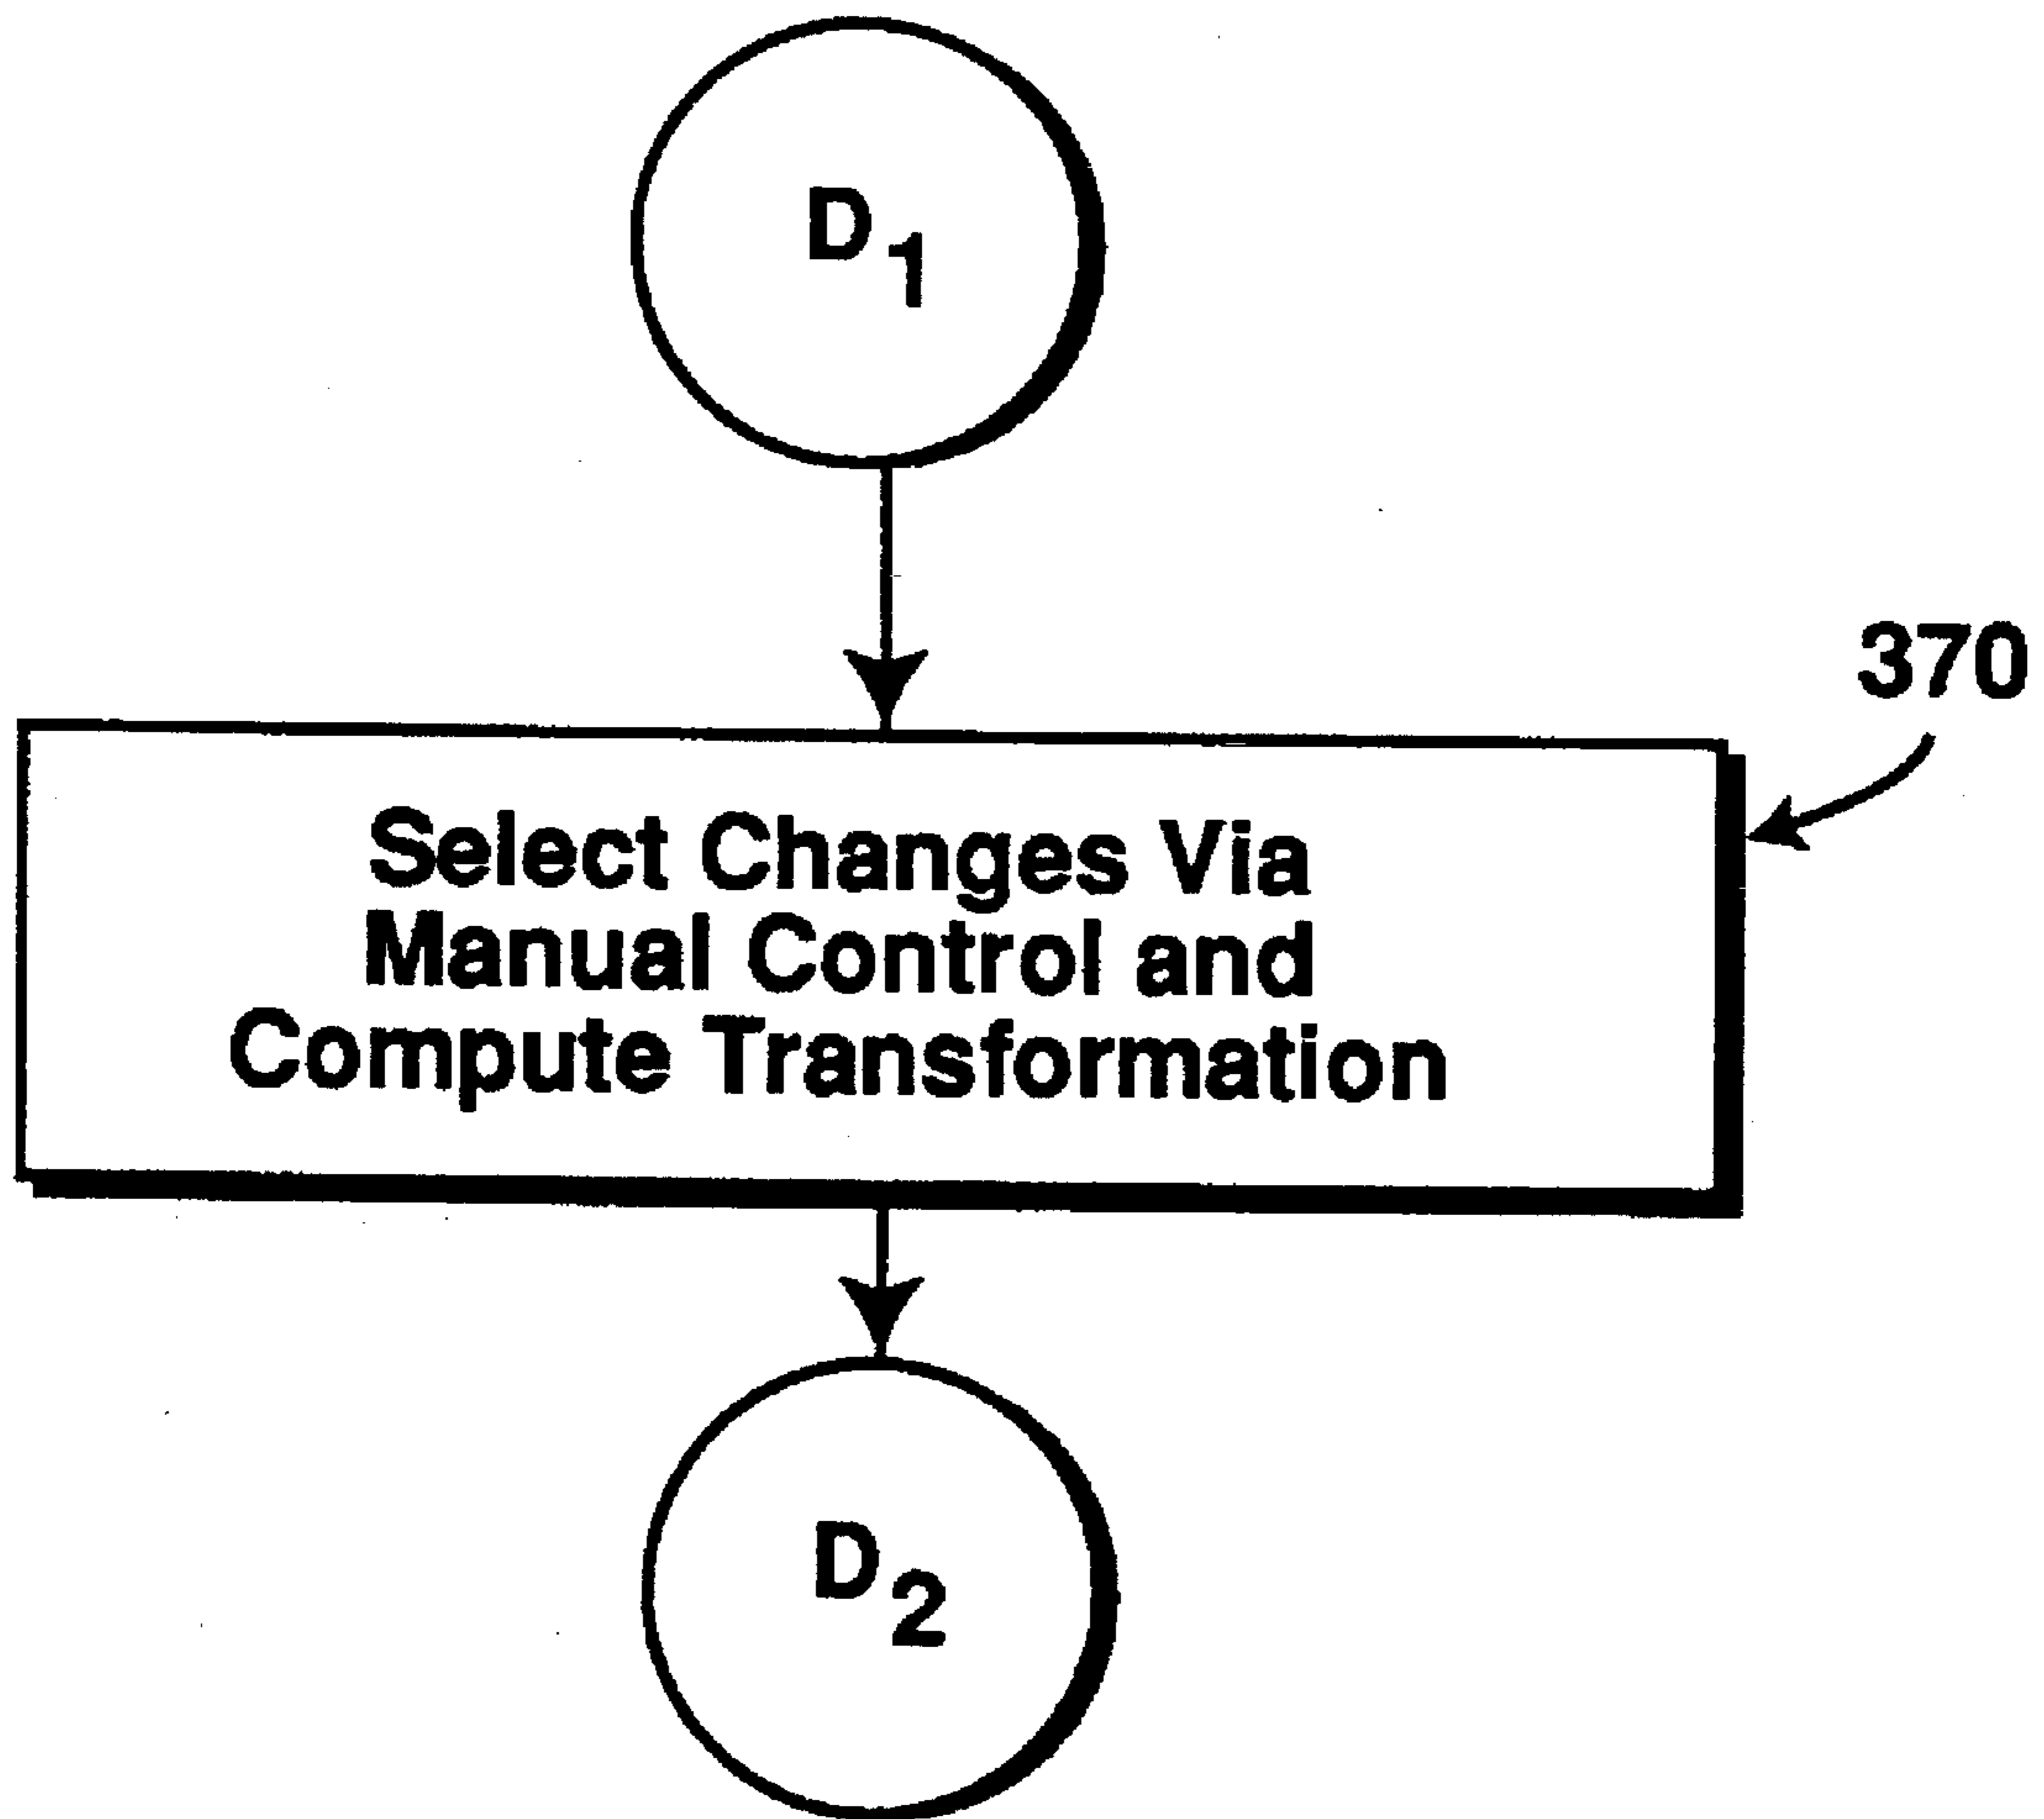 D1
370
Select Changes Via
Manual Control and
Compute Transformation
D2